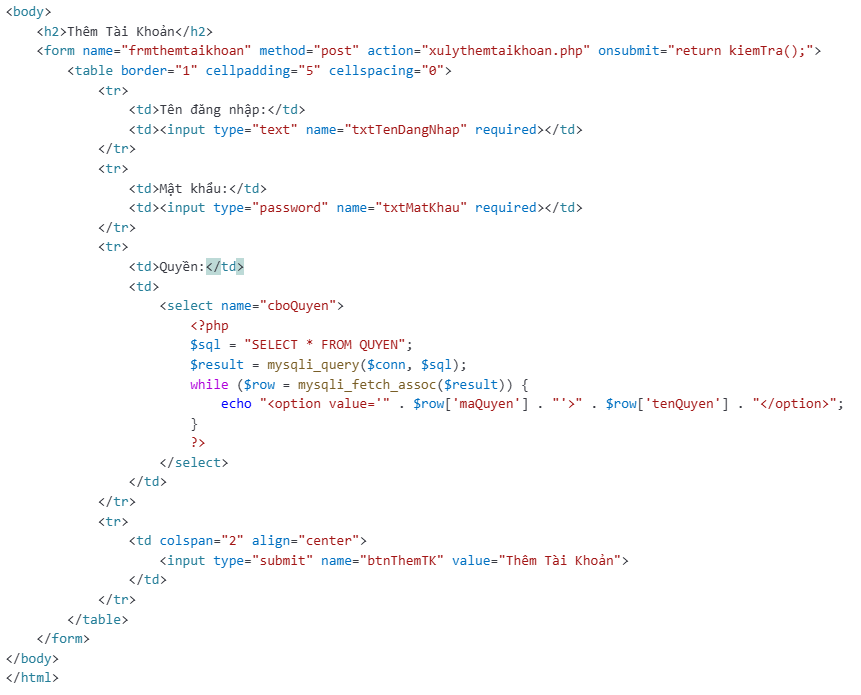 <body>
    <h2>Thêm Tài Khoản</h2>
    <form name="frmthemtaikhoan" method="post" action="xulythemtaikhoan.php" onsubmit="return kiemTra();">
        <table border="1" cellpadding="5" cellspacing="0">
            <tr>
                <td>Tên đăng nhập:</td>
                <td><input type="text" name="txtTenDangNhap" required></td>
            </tr>
            <tr>
                <td>Mật khẩu:</td>
                <td><input type="password" name="txtMatKhau" required></td>
            </tr>
            <tr>
                <td>Quyền:</td>
                <td>
                    <select name="cboQuyen">
                        <?php
                        $sql = "SELECT * FROM QUYEN";
                        $result = mysqli_query($conn, $sql);
                        while ($row = mysqli_fetch_assoc($result)) {
                            echo "<option value='" . $row['maQuyen'] . "'>" . $row['tenQuyen'] . "</option>";
                        }
                        ?>
                    </select>
                </td>
            </tr>
            <tr>
                <td colspan="2" align="center">
                    <input type="submit" name="btnThemTK" value="Thêm Tài Khoản">
                </td>
            </tr>
        </table>
    </form>
</body>
</html>